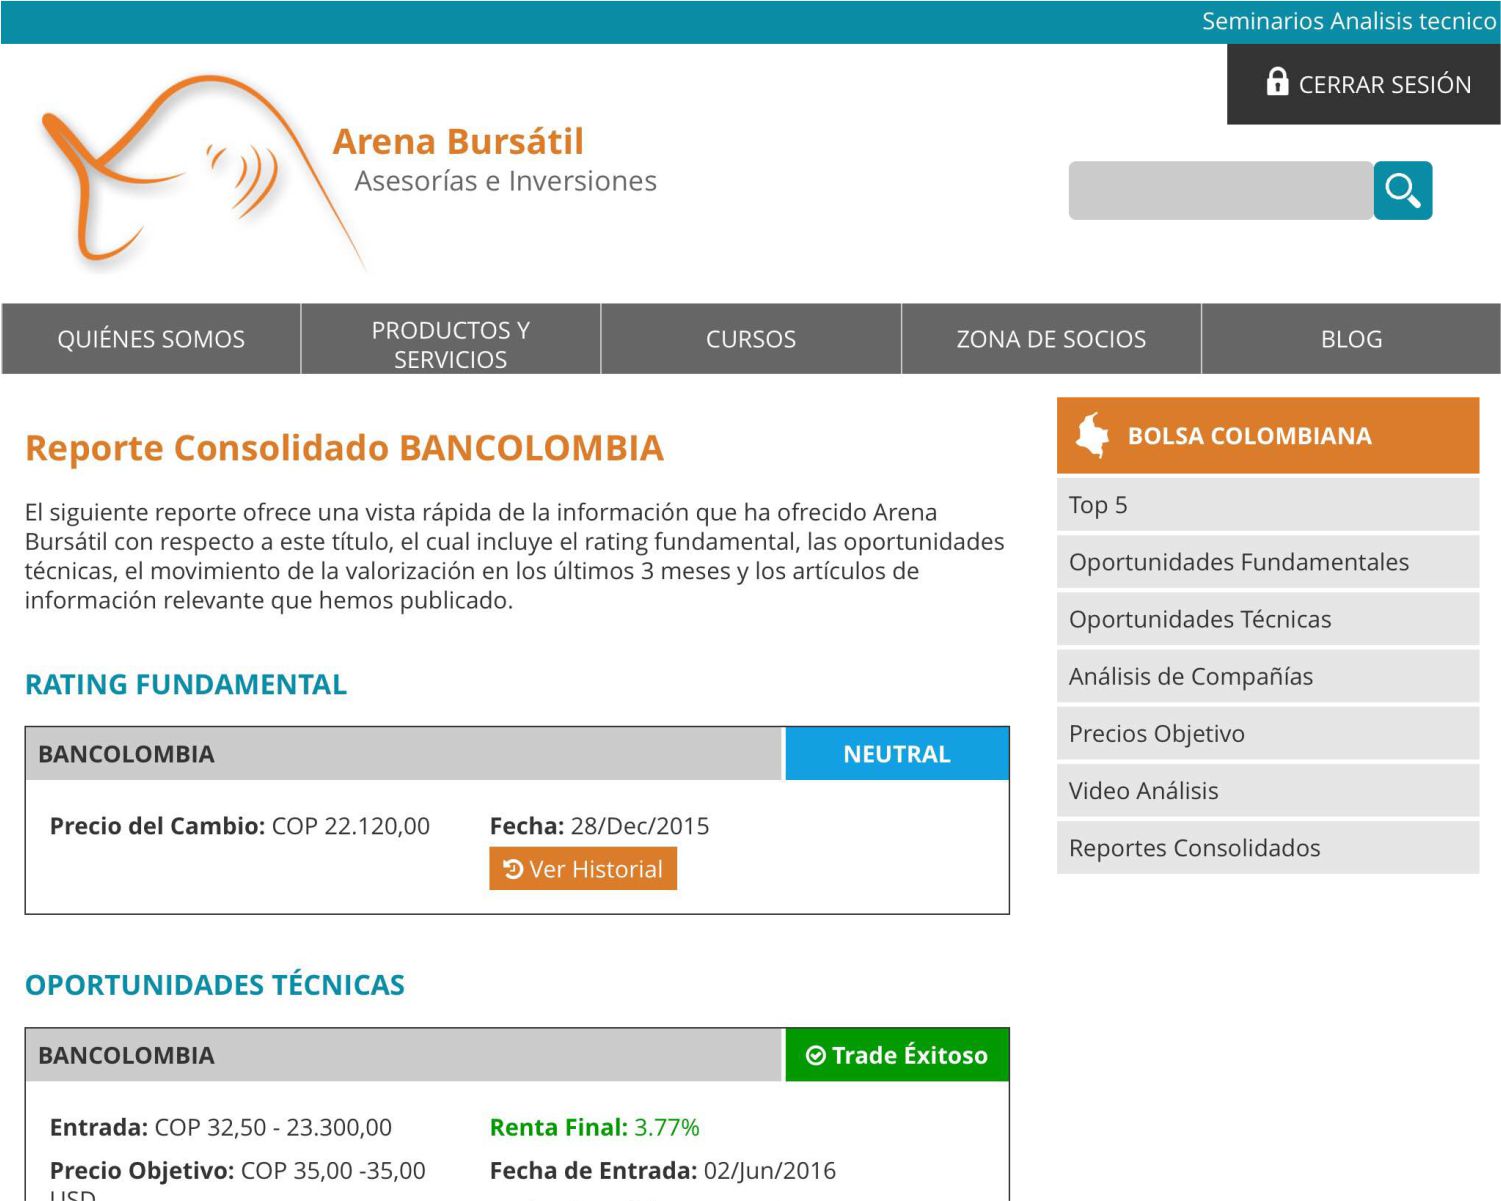 Seminarios Analisis tecnico
CERRAR SESIÓN
Arena Bursátil
Asesorías e Inversiones
QUIÉNES SOMOS
PRODUCTOS Y
SERVICIOS
CURSOS
ZONA DE SOCIOS
BLOG
Reporte Consolidado BANCOLOMBIA
El siguiente reporte ofrece una vista rápida de la información que ha ofrecido Arena
Bursátil con respecto a este título, el cual incluye el rating fundamental, las oportunidades
técnicas, el movimiento de la valorización en los últimos 3 meses y los artículos de
información relevante que hemos publicado.
RATING FUNDAMENTAL
BANCOLOMBIA
NEUTRAL
Precio del Cambio: COP 22.120,00
Fecha: 28/Dec/2015
Ver Historial
OPORTUNIDADES TÉCNICAS
BANCOLOMBIA
Trade Éxitoso
Entrada: COP 32,50 - 23.300,00
Renta Final: 3.77%
Precio Objetivo: COP 35,00 -35,00
USD
Fecha de Entrada: 02/Jun/2016
BOLSA COLOMBIANA
Top 5
Oportunidades Fundamentales
Oportunidades Técnicas
Análisis de Compañías
Precios Objetivo
Video Análisis
Reportes Consolidados